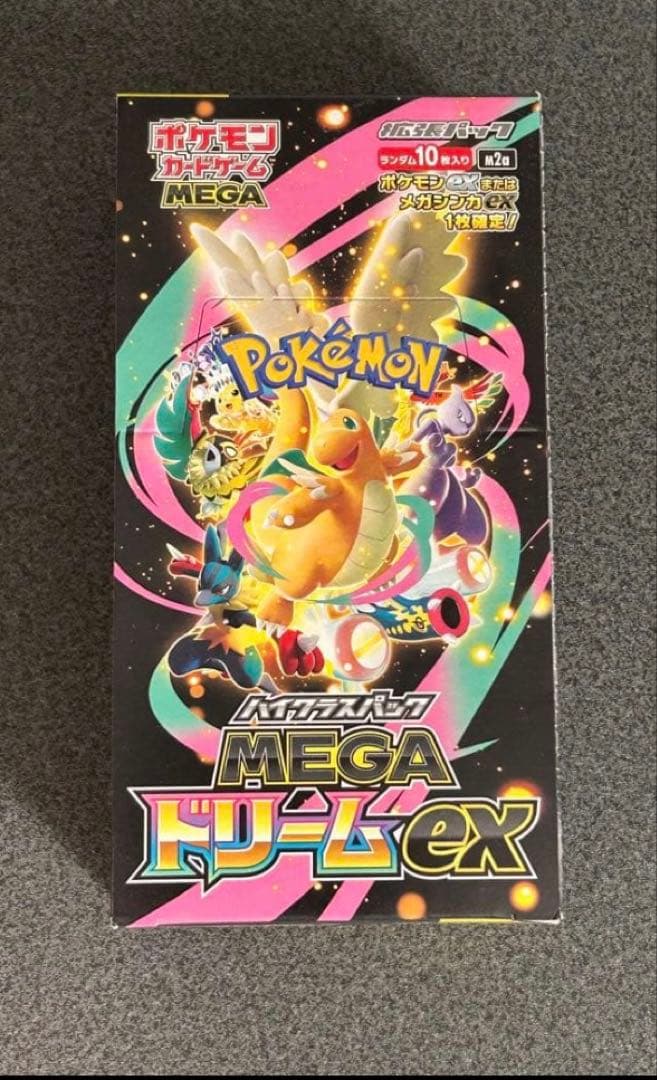 ポケモン
カードゲーム
MEGA
拡張パック
ランダム10枚入り
m2a
ポケモンexまたは
メガシンカex
1枚確定!
POKéMON
TM
ハイクラスパック
MEGA
ドリームex